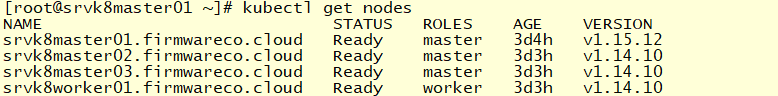 [root@srvk8master01 ~]# kubectl get nodes
NAME STATUS ROLES AGE VERSION
srvk8master01.firmwareco.cloud Ready master 3d4h v1.15.12
srvk8master02.firmwareco.cloud Ready master 3d3h v1.14.10
srvk8master03.firmwareco.cloud Ready master 3d3h v1.14.10
srvk8worker01.firmwareco.cloud Ready worker 3d3h v1.14.10